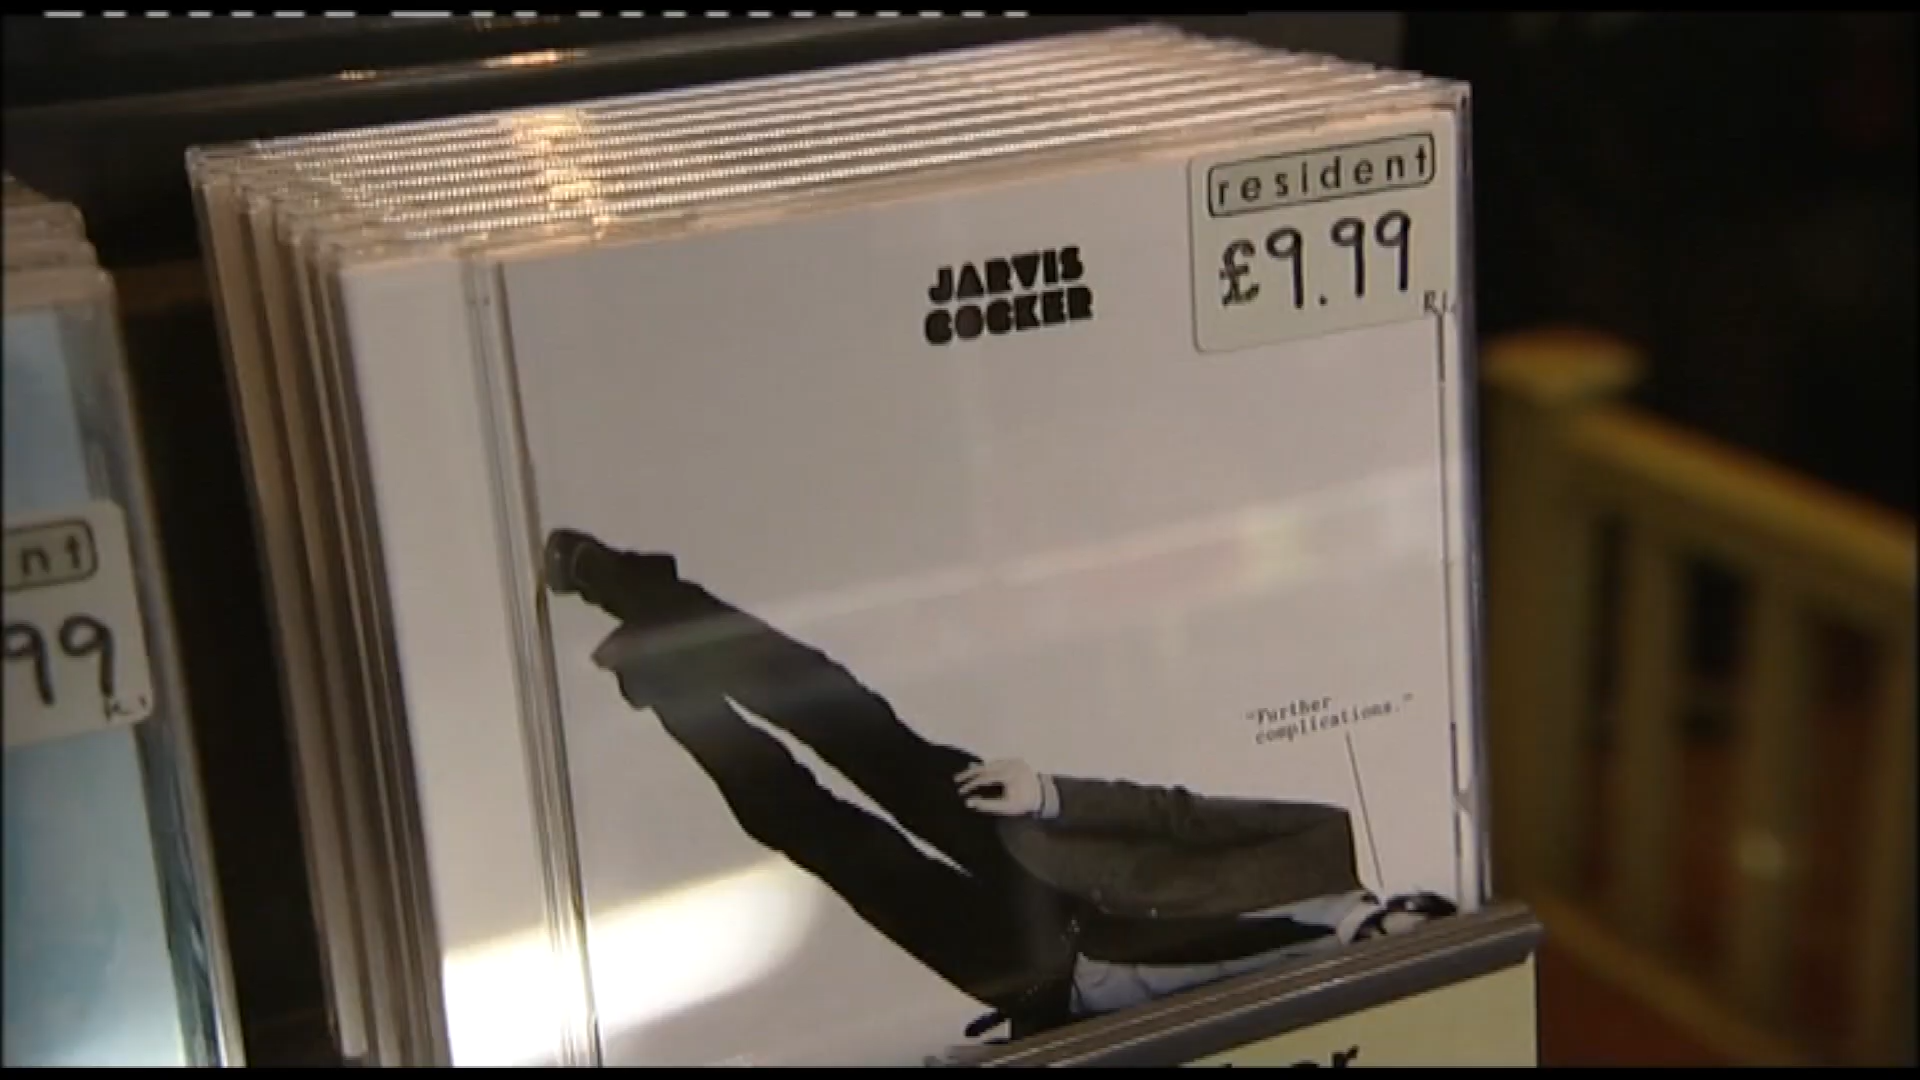 resident
£9.99
JARVIS
COCKER
"Further
complications."
nt
99